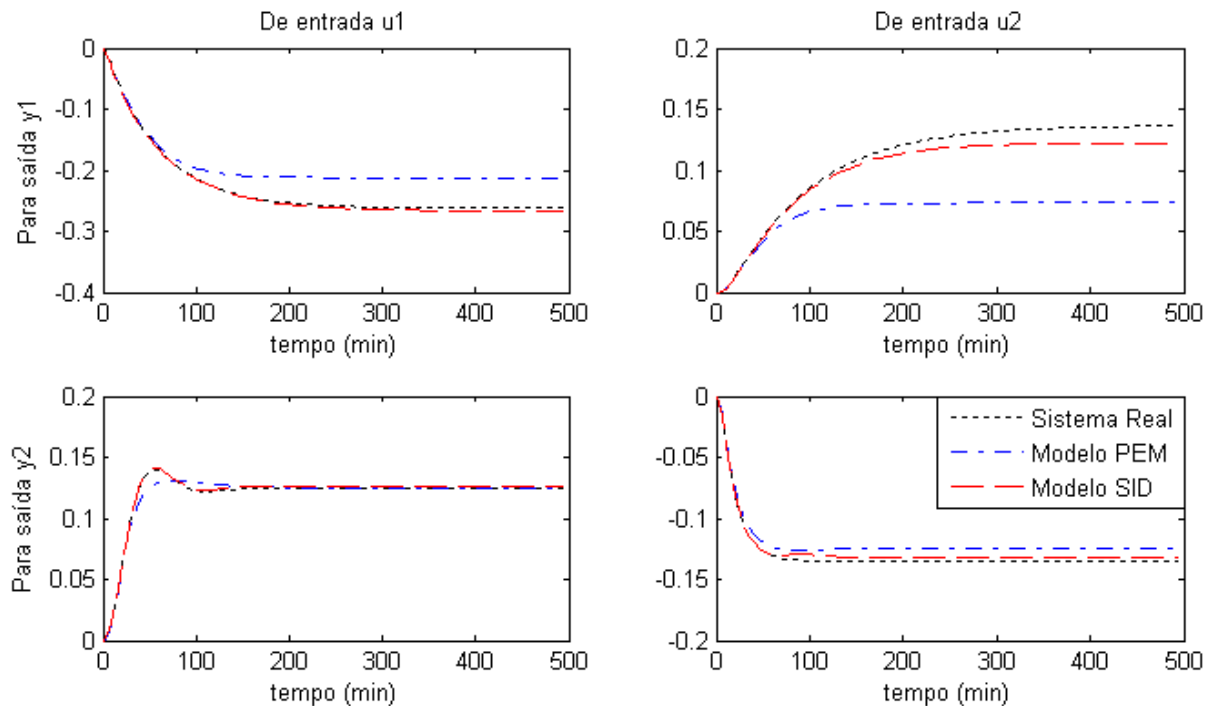 De entrada u1
De entrada u2
Para saída y1
0
-0.1
-0.2
-0.3
-0.4
0 100 200 300 400 500
tempo (min)
0.2
0.15
0.1
0.05
0
0 100 200 300 400 500
tempo (min)
Para saída y2
0.2
0.15
0.1
0.05
0
0 100 200 300 400 500
tempo (min)
0
-0.05
-0.1
-0.15
-0.2
0 100 200 300 400 500
tempo (min)
Sistema Real
Modelo PEM
Modelo SID